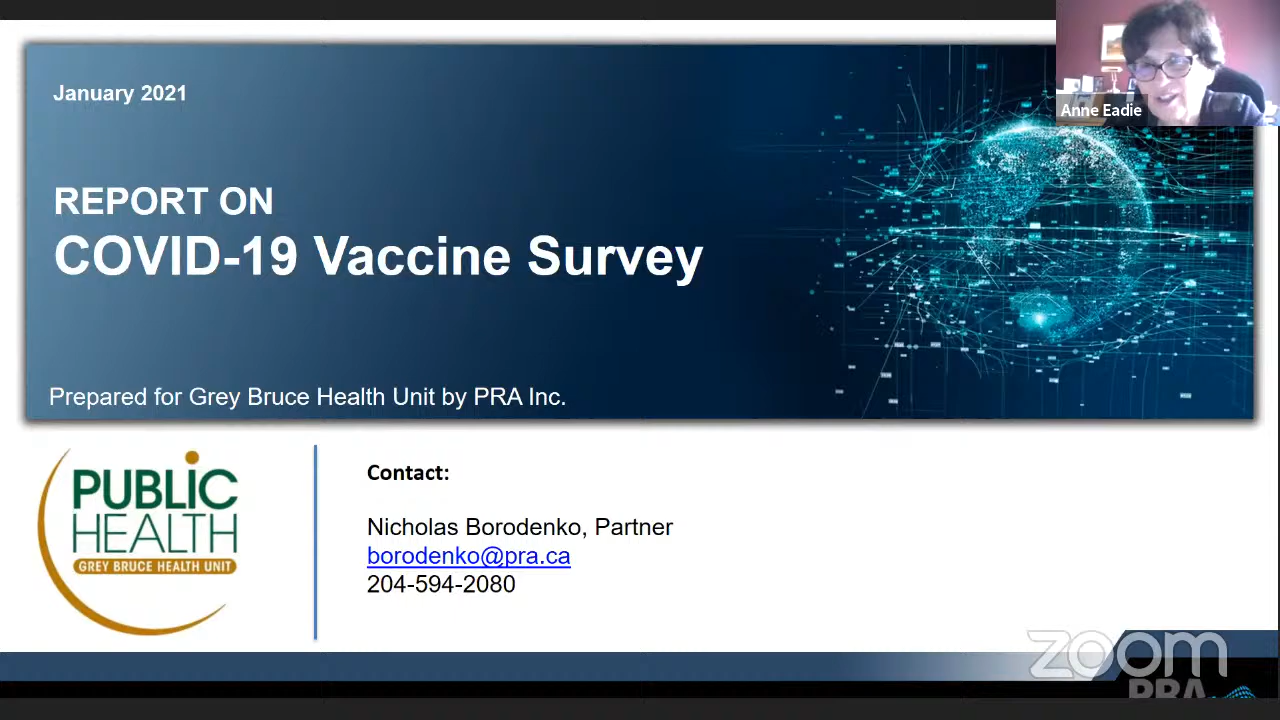 January 2021
Anne Eadie
REPORT ON
COVID-19 Vaccine Survey
Prepared for Grey Bruce Health Unit by PRA Inc.
PUBLIC
HEALTH
GREY BRUCE HEALTH UNIT
Contact:
Nicholas Borodenko, Partner
borodenko@pra.ca
204-594-2080
zoom
PRA